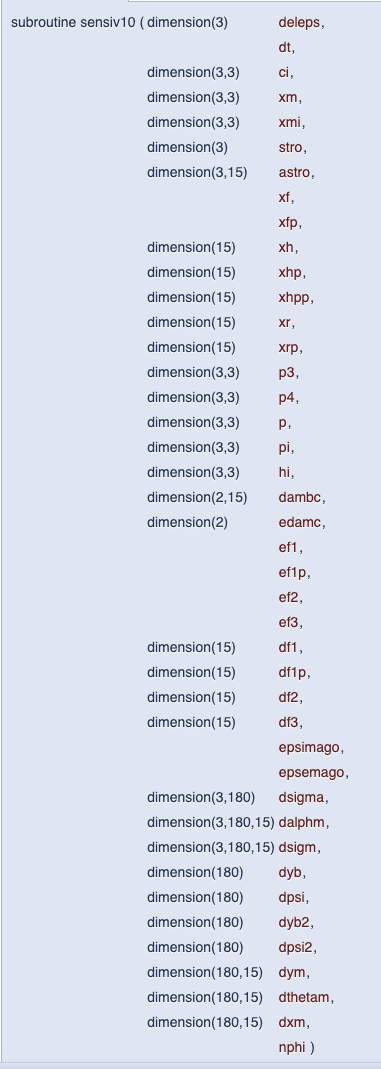 subroutine sensiv10 ( dimension(3) deleps,
dt,
dimension(3,3) ci,
dimension(3,3) xm,
dimension(3,3) xmi,
dimension(3) stro,
dimension(3,15) astro,
xf,
xfp,
dimension(15) xh,
dimension(15) xhp,
dimension(15) xhpp,
dimension(15) xr,
dimension(15) xrp,
dimension(3,3) p3,
dimension(3,3) p4,
dimension(3,3) p,
dimension(3,3) pi,
dimension(3,3) hi,
dimension(2,15) dambc,
dimension(2) edamc,
ef1,
ef1p,
ef2,
ef3,
dimension(15) df1,
dimension(15) df1p,
dimension(15) df2,
dimension(15) df3,
epsimago,
epsemago,
dimension(3,180) dsigma,
dimension(3,180,15) dalphm,
dimension(3,180,15) dsigm,
dimension(180) dyb,
dimension(180) dpsi,
dimension(180) dyb2,
dimension(180) dpsi2,
dimension(180,15) dym,
dimension(180,15) dthetam,
dimension(180,15) dxm,
nphi )